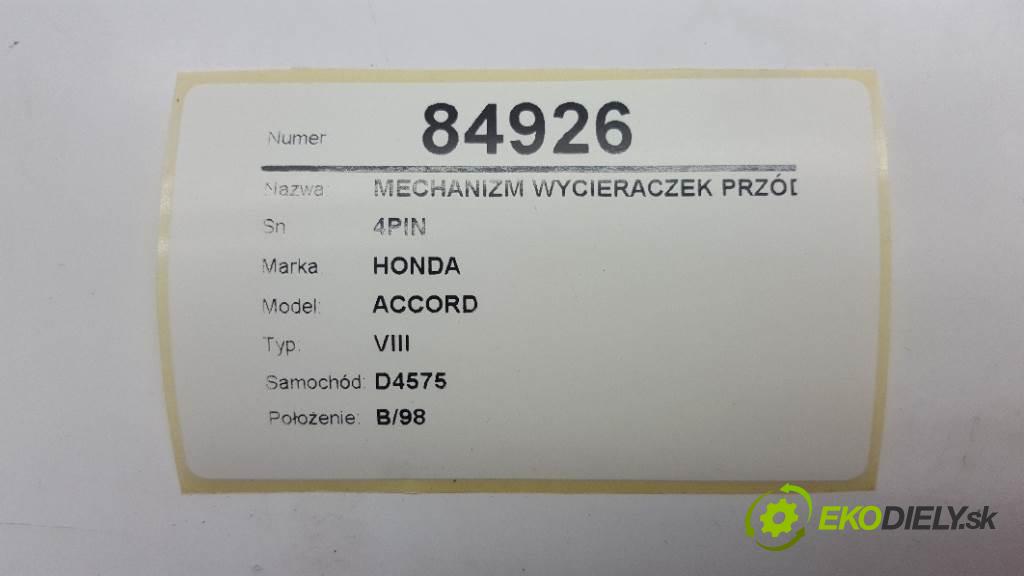 Numer 84926
Nazwa: MECHANIZM WYCIERACZEK PRZÓD
Sn 4PIN
Marka HONDA
Model: ACCORD
Typ: VIII
Samochód: D4575
Położenie: B/98
EKODIELY.sk